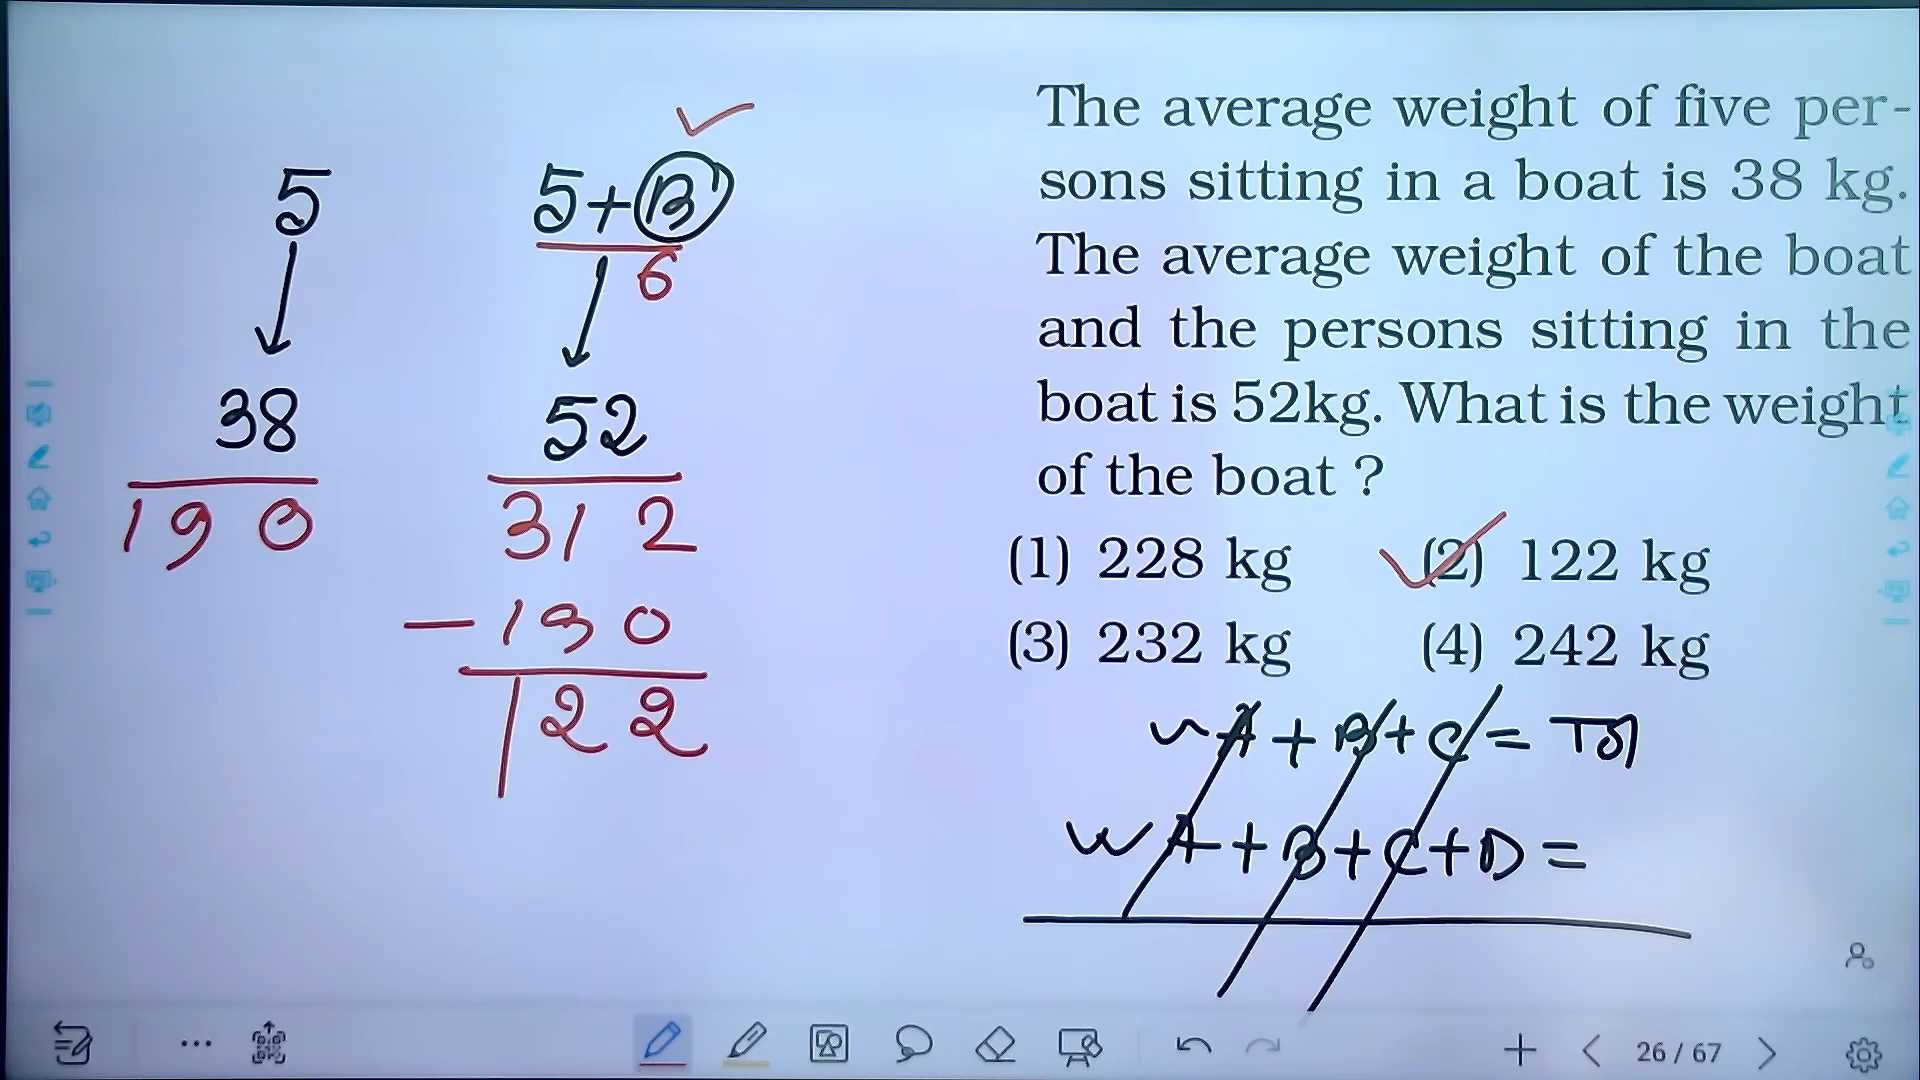 The average weight of five per-
sons sitting in a boat is 38 kg.
The average weight of the boat
and the persons sitting in the
boat is 52kg. What is the weight
of the boat ?
(1) 228 kg (2) 122 kg
(3) 232 kg (4) 242 kg
5
38
190
5+B
6
52
312
-190
122
A+B+C=
W A+B+C+D=
26 / 67